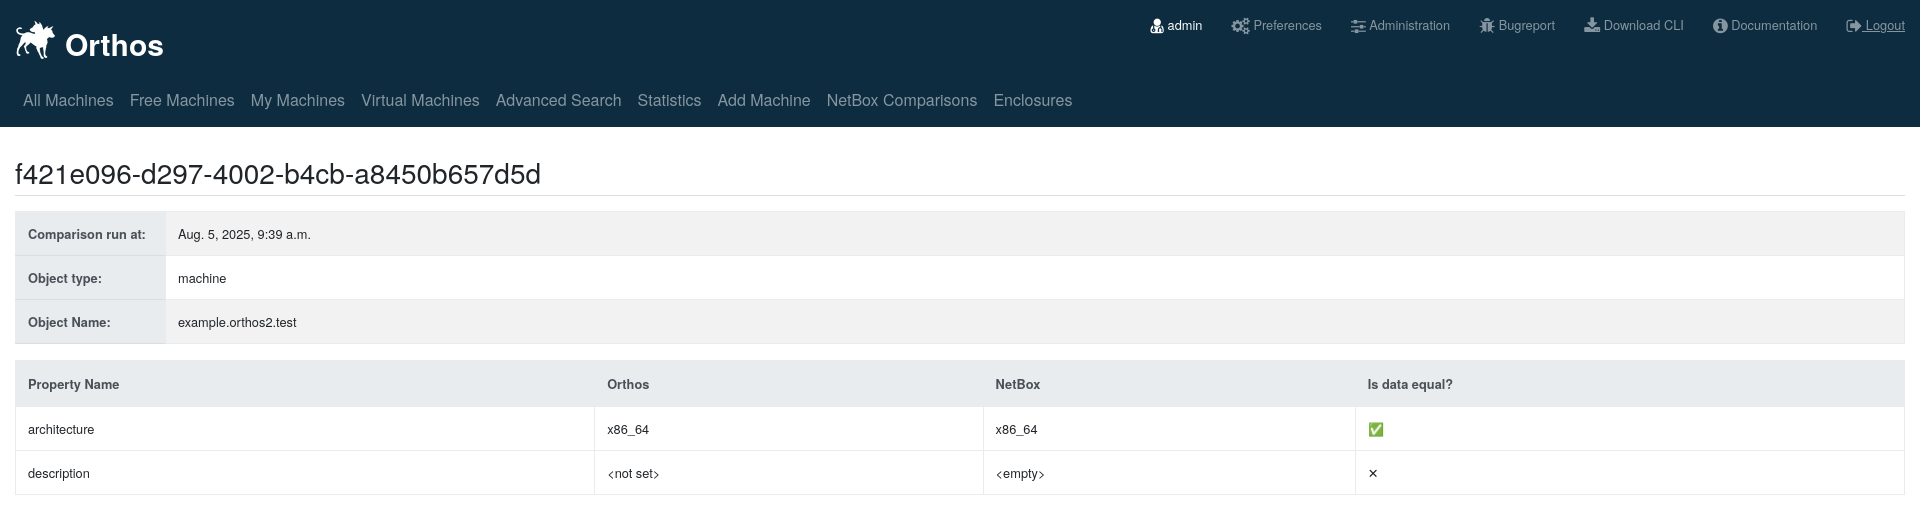 Orthos
admin Preferences Administration Bugreport Download CLI Documentation Logout
All Machines Free Machines My Machines Virtual Machines Advanced Search Statistics Add Machine NetBox Comparisons Enclosures
f421e096-d297-4002-b4cb-a8450b657d5d
Comparison run at: Aug. 5, 2025, 9:39 a.m.
Object type: machine
Object Name: example.orthos2.test
Property Name Orthos NetBox Is data equal?
architecture x86_64 x86_64 ✅
description <not set> <empty> ✕